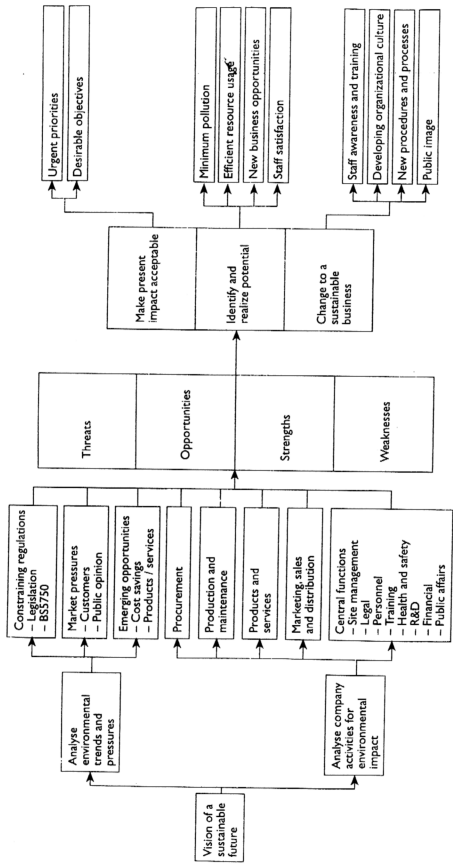 Vision of a
sustainable
future
Analyse
environmental
trends and
pressures
Analyse company
activities for
environmental
impact
Constraining regulations
– Legislation
– BS5750
Market pressures
– Customers
– Public opinion
Emerging opportunities
– Cost savings
– Products / services
Procurement
Production and
maintenance
Products and
services
Marketing, sales
and distribution
Central functions
– Site management
– Legal
– Personnel
– Training
– Health and safety
– R&D
– Financial
– Public affairs
Threats
Opportunities
Strengths
Weaknesses
Make present
impact acceptable
Identify and
realize potential
Change to a
sustainable
business
Urgent priorities
Desirable objectives
Minimum pollution
Efficient resource usage
New business opportunities
Staff satisfaction
Staff awareness and training
Developing organizational culture
New procedures and processes
Public image